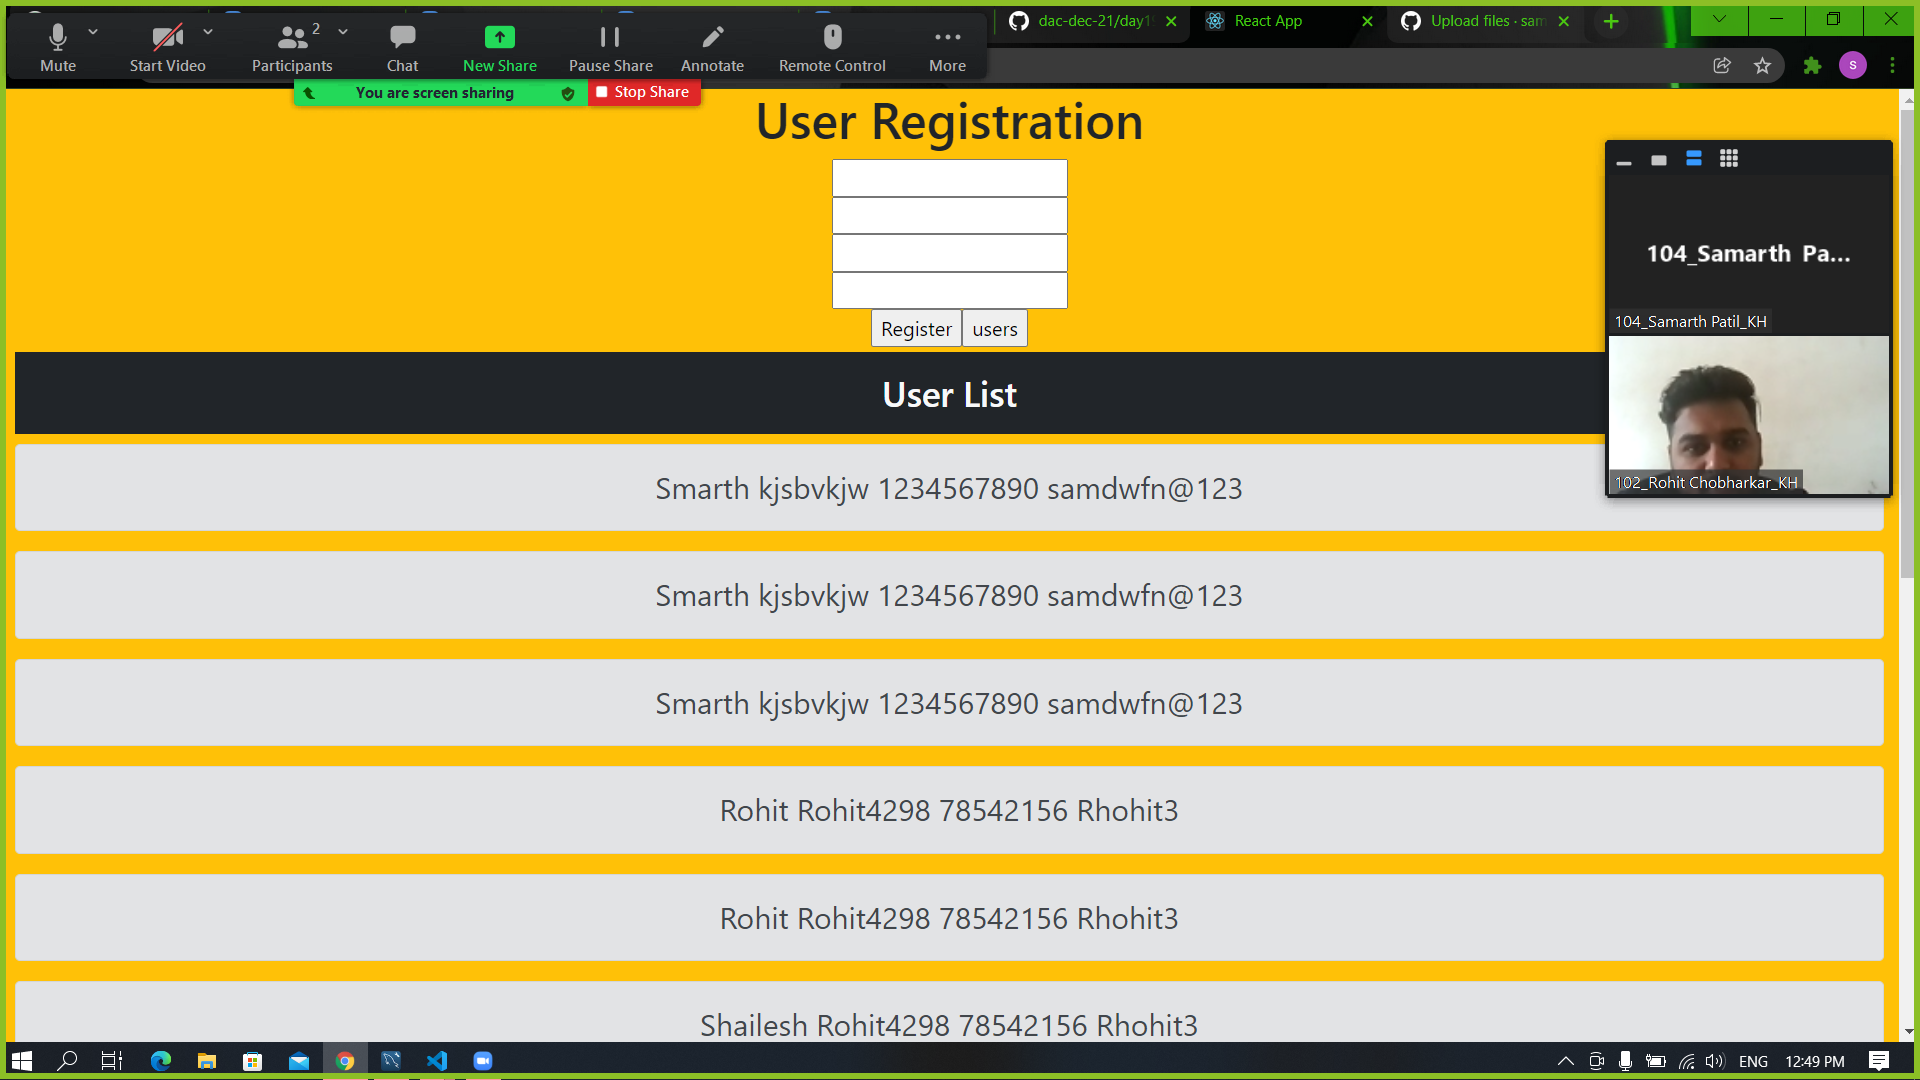 dac-dec-21/day1
React App
Upload files · sam
2
Mute
Start Video
Participants
Chat
New Share
Pause Share
Annotate
Remote Control
More
S
You are screen sharing
Stop Share
User Registration
Register
users
104_Samarth Pa...
104_Samarth Patil_KH
102_Rohit Chobharkar_KH
User List
Smarth kjsbvkjw 1234567890 samdwfn@123
Smarth kjsbvkjw 1234567890 samdwfn@123
Smarth kjsbvkjw 1234567890 samdwfn@123
Rohit Rohit4298 78542156 Rhohit3
Rohit Rohit4298 78542156 Rhohit3
Shailesh Rohit4298 78542156 Rhohit3
ENG
12:49 PM